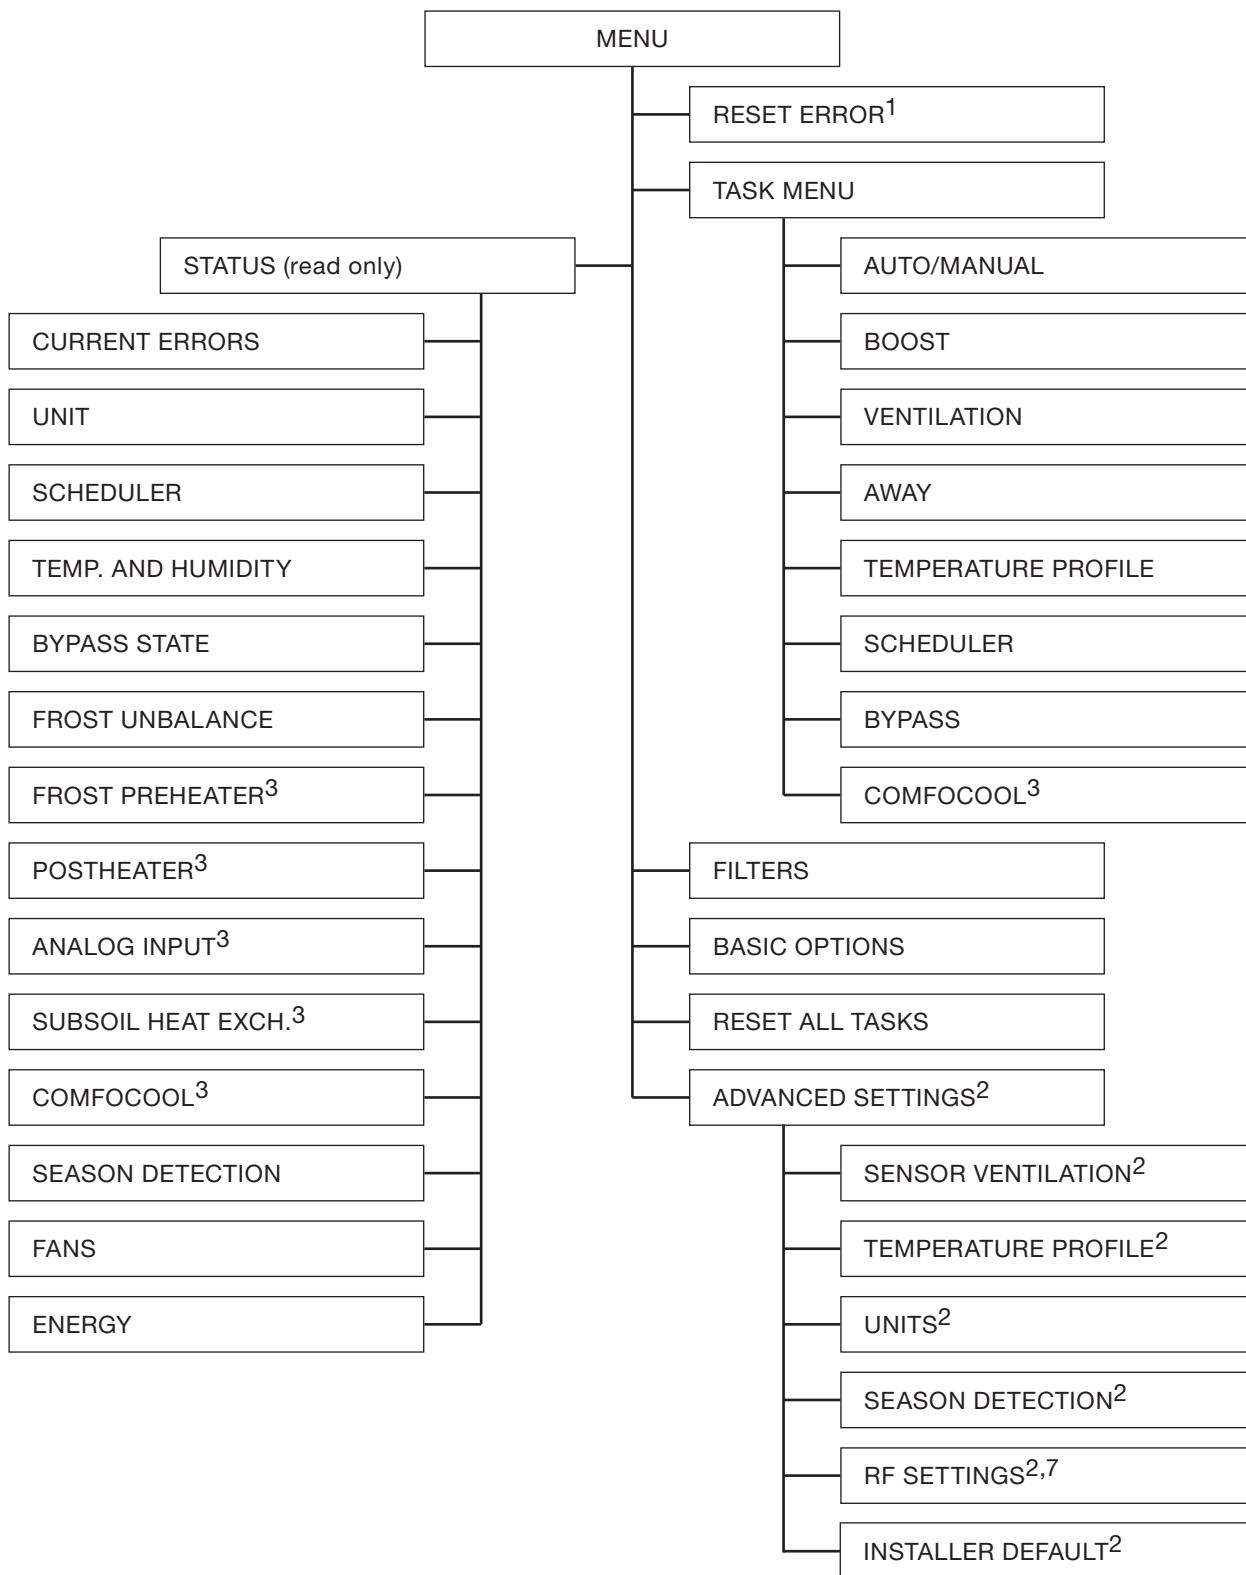 MENU
RESET ERROR1
TASK MENU
AUTO/MANUAL
BOOST
VENTILATION
AWAY
TEMPERATURE PROFILE
SCHEDULER
BYPASS
COMFOCOOL3
STATUS (read only)
CURRENT ERRORS
UNIT
SCHEDULER
TEMP. AND HUMIDITY
BYPASS STATE
FROST UNBALANCE
FROST PREHEATER3
POSTHEATER3
ANALOG INPUT3
SUBSOIL HEAT EXCH.3
COMFOCOOL3
SEASON DETECTION
FANS
ENERGY
FILTERS
BASIC OPTIONS
RESET ALL TASKS
ADVANCED SETTINGS2
SENSOR VENTILATION2
TEMPERATURE PROFILE2
UNITS2
SEASON DETECTION2
RF SETTINGS2,7
INSTALLER DEFAULT2